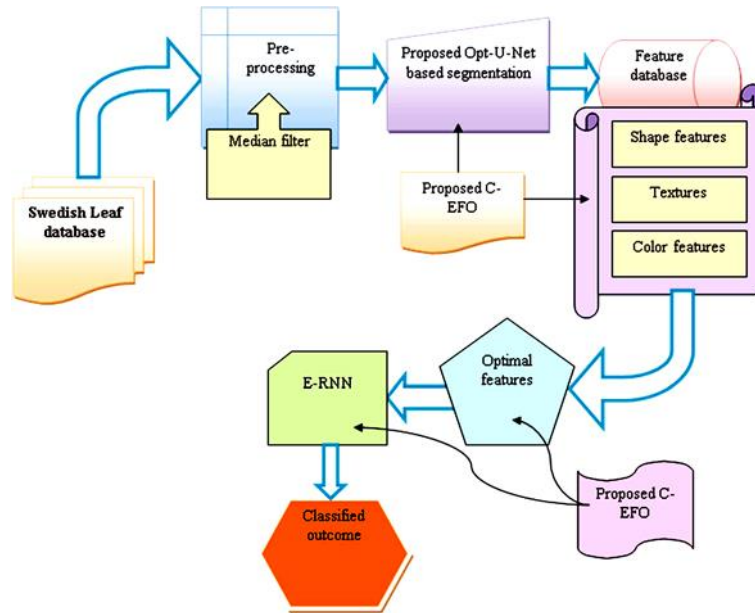 Pre-
processing
Median filter
Proposed Opt-U-Net
based segmentation
Feature
database
Swedish Leaf
database
Proposed C-
EFO
Shape features
Textures
Color features
E-RNN
Optimal
features
Proposed C-
EFO
Classified
outcome